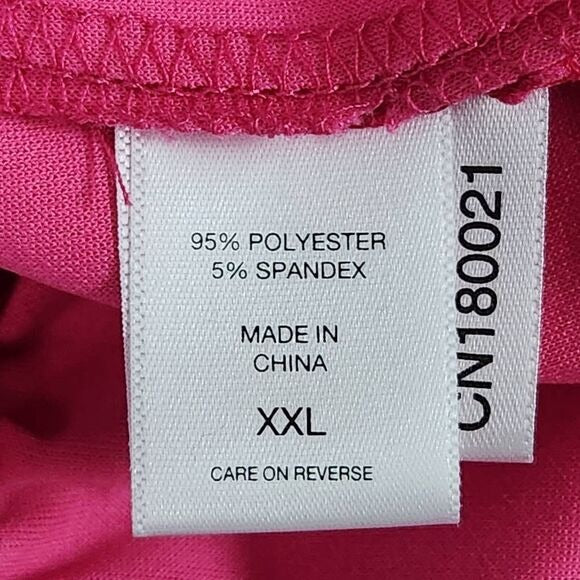 95% POLYESTER
5% SPANDEX
MADE IN
CHINA
XXL
CARE ON REVERSE
CN180021